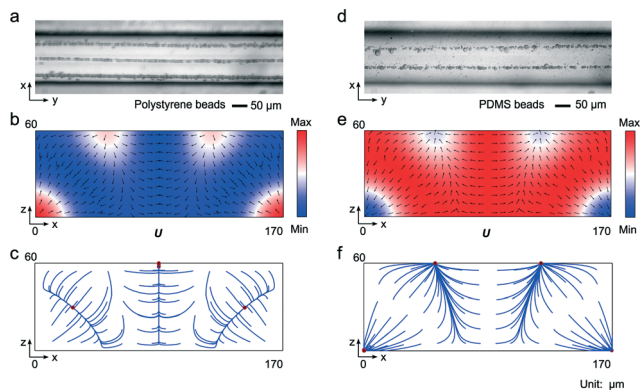 a
d
x
y
Polystyrene beads 50 μm
x
y
PDMS beads 50 μm
b
60
Max
z
x
0
U
170
Min
e
60
Max
z
x
0
U
170
Min
c
60
z
x
0
170
f
60
z
x
0
170
Unit: μm